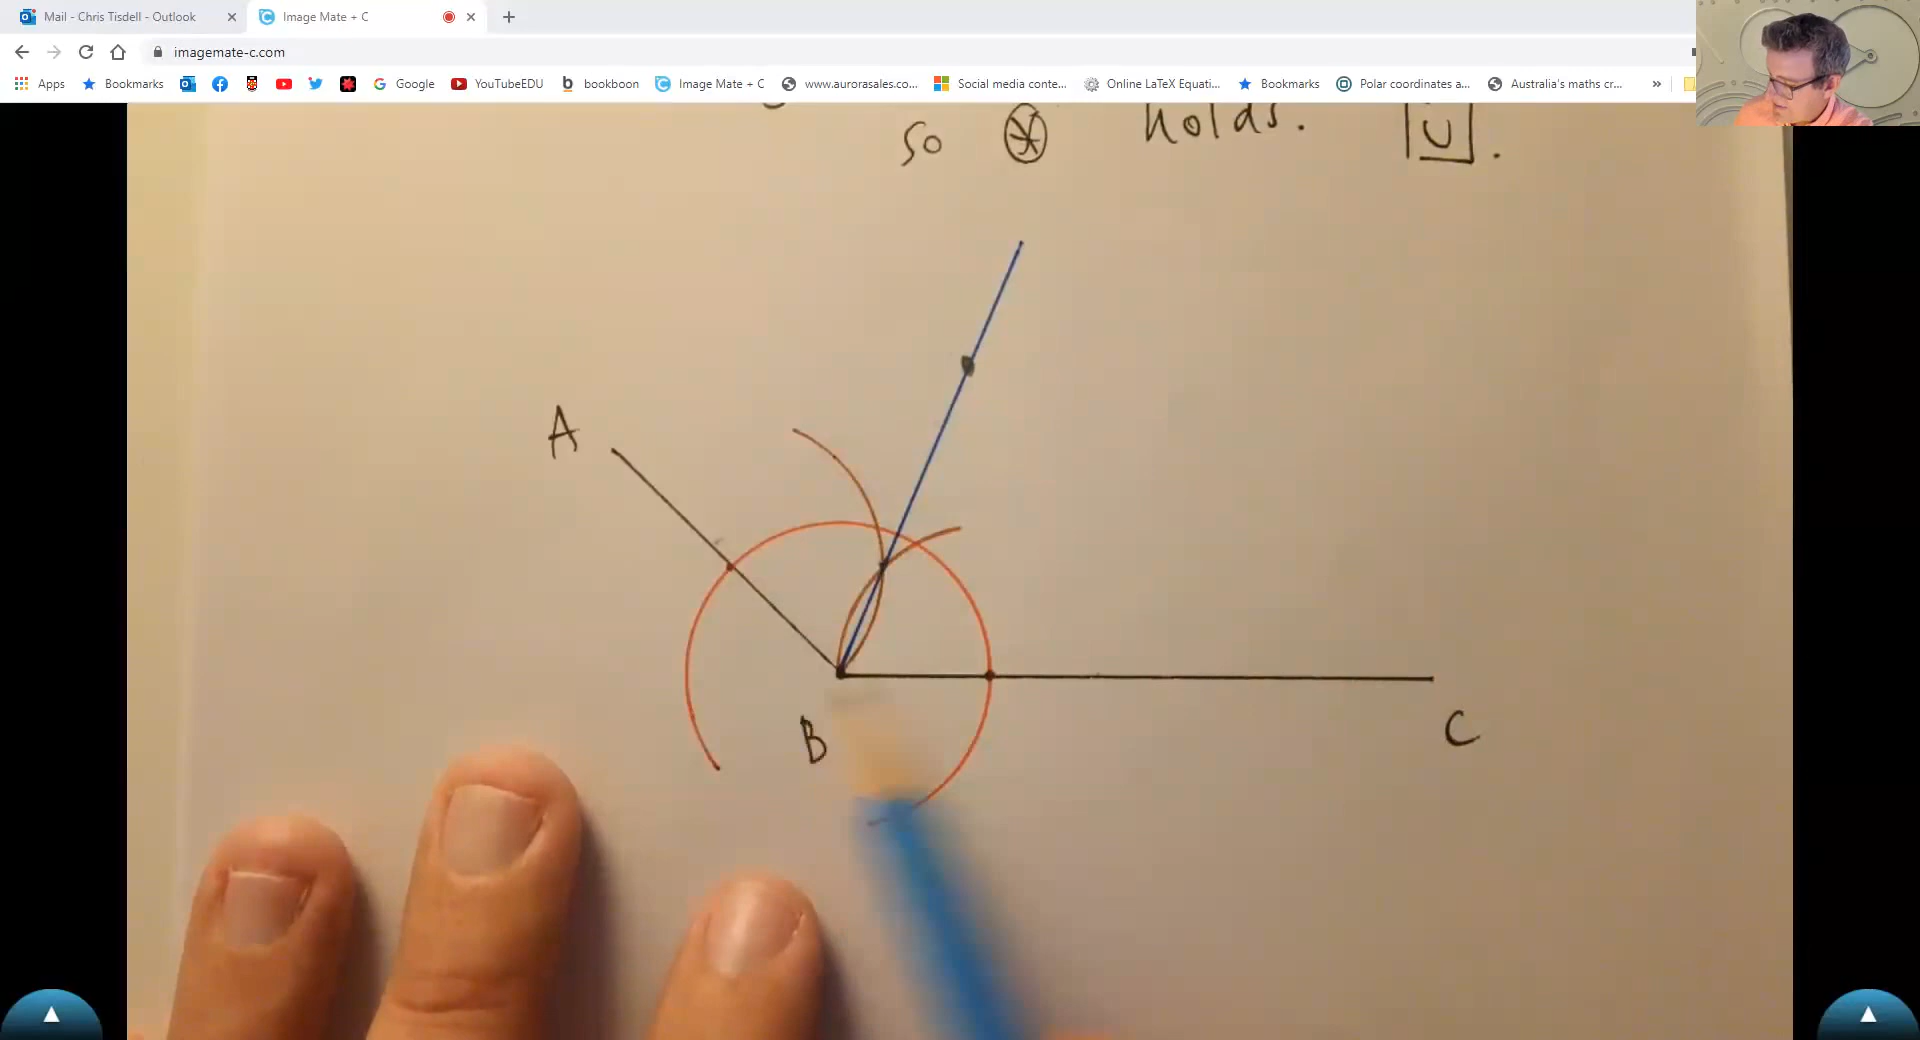 Mail - Chris Tisdell - Outlook
Image Mate + C
imagemate-c.com
Apps
Bookmarks
Google
YouTubeEDU
bookboon
Image Mate + C
www.aurorasales.co...
Social media conte...
Online LaTeX Equati...
Bookmarks
Polar coordinates a...
Australia's maths cr...
»
so ⊛ holds.
A
B
C